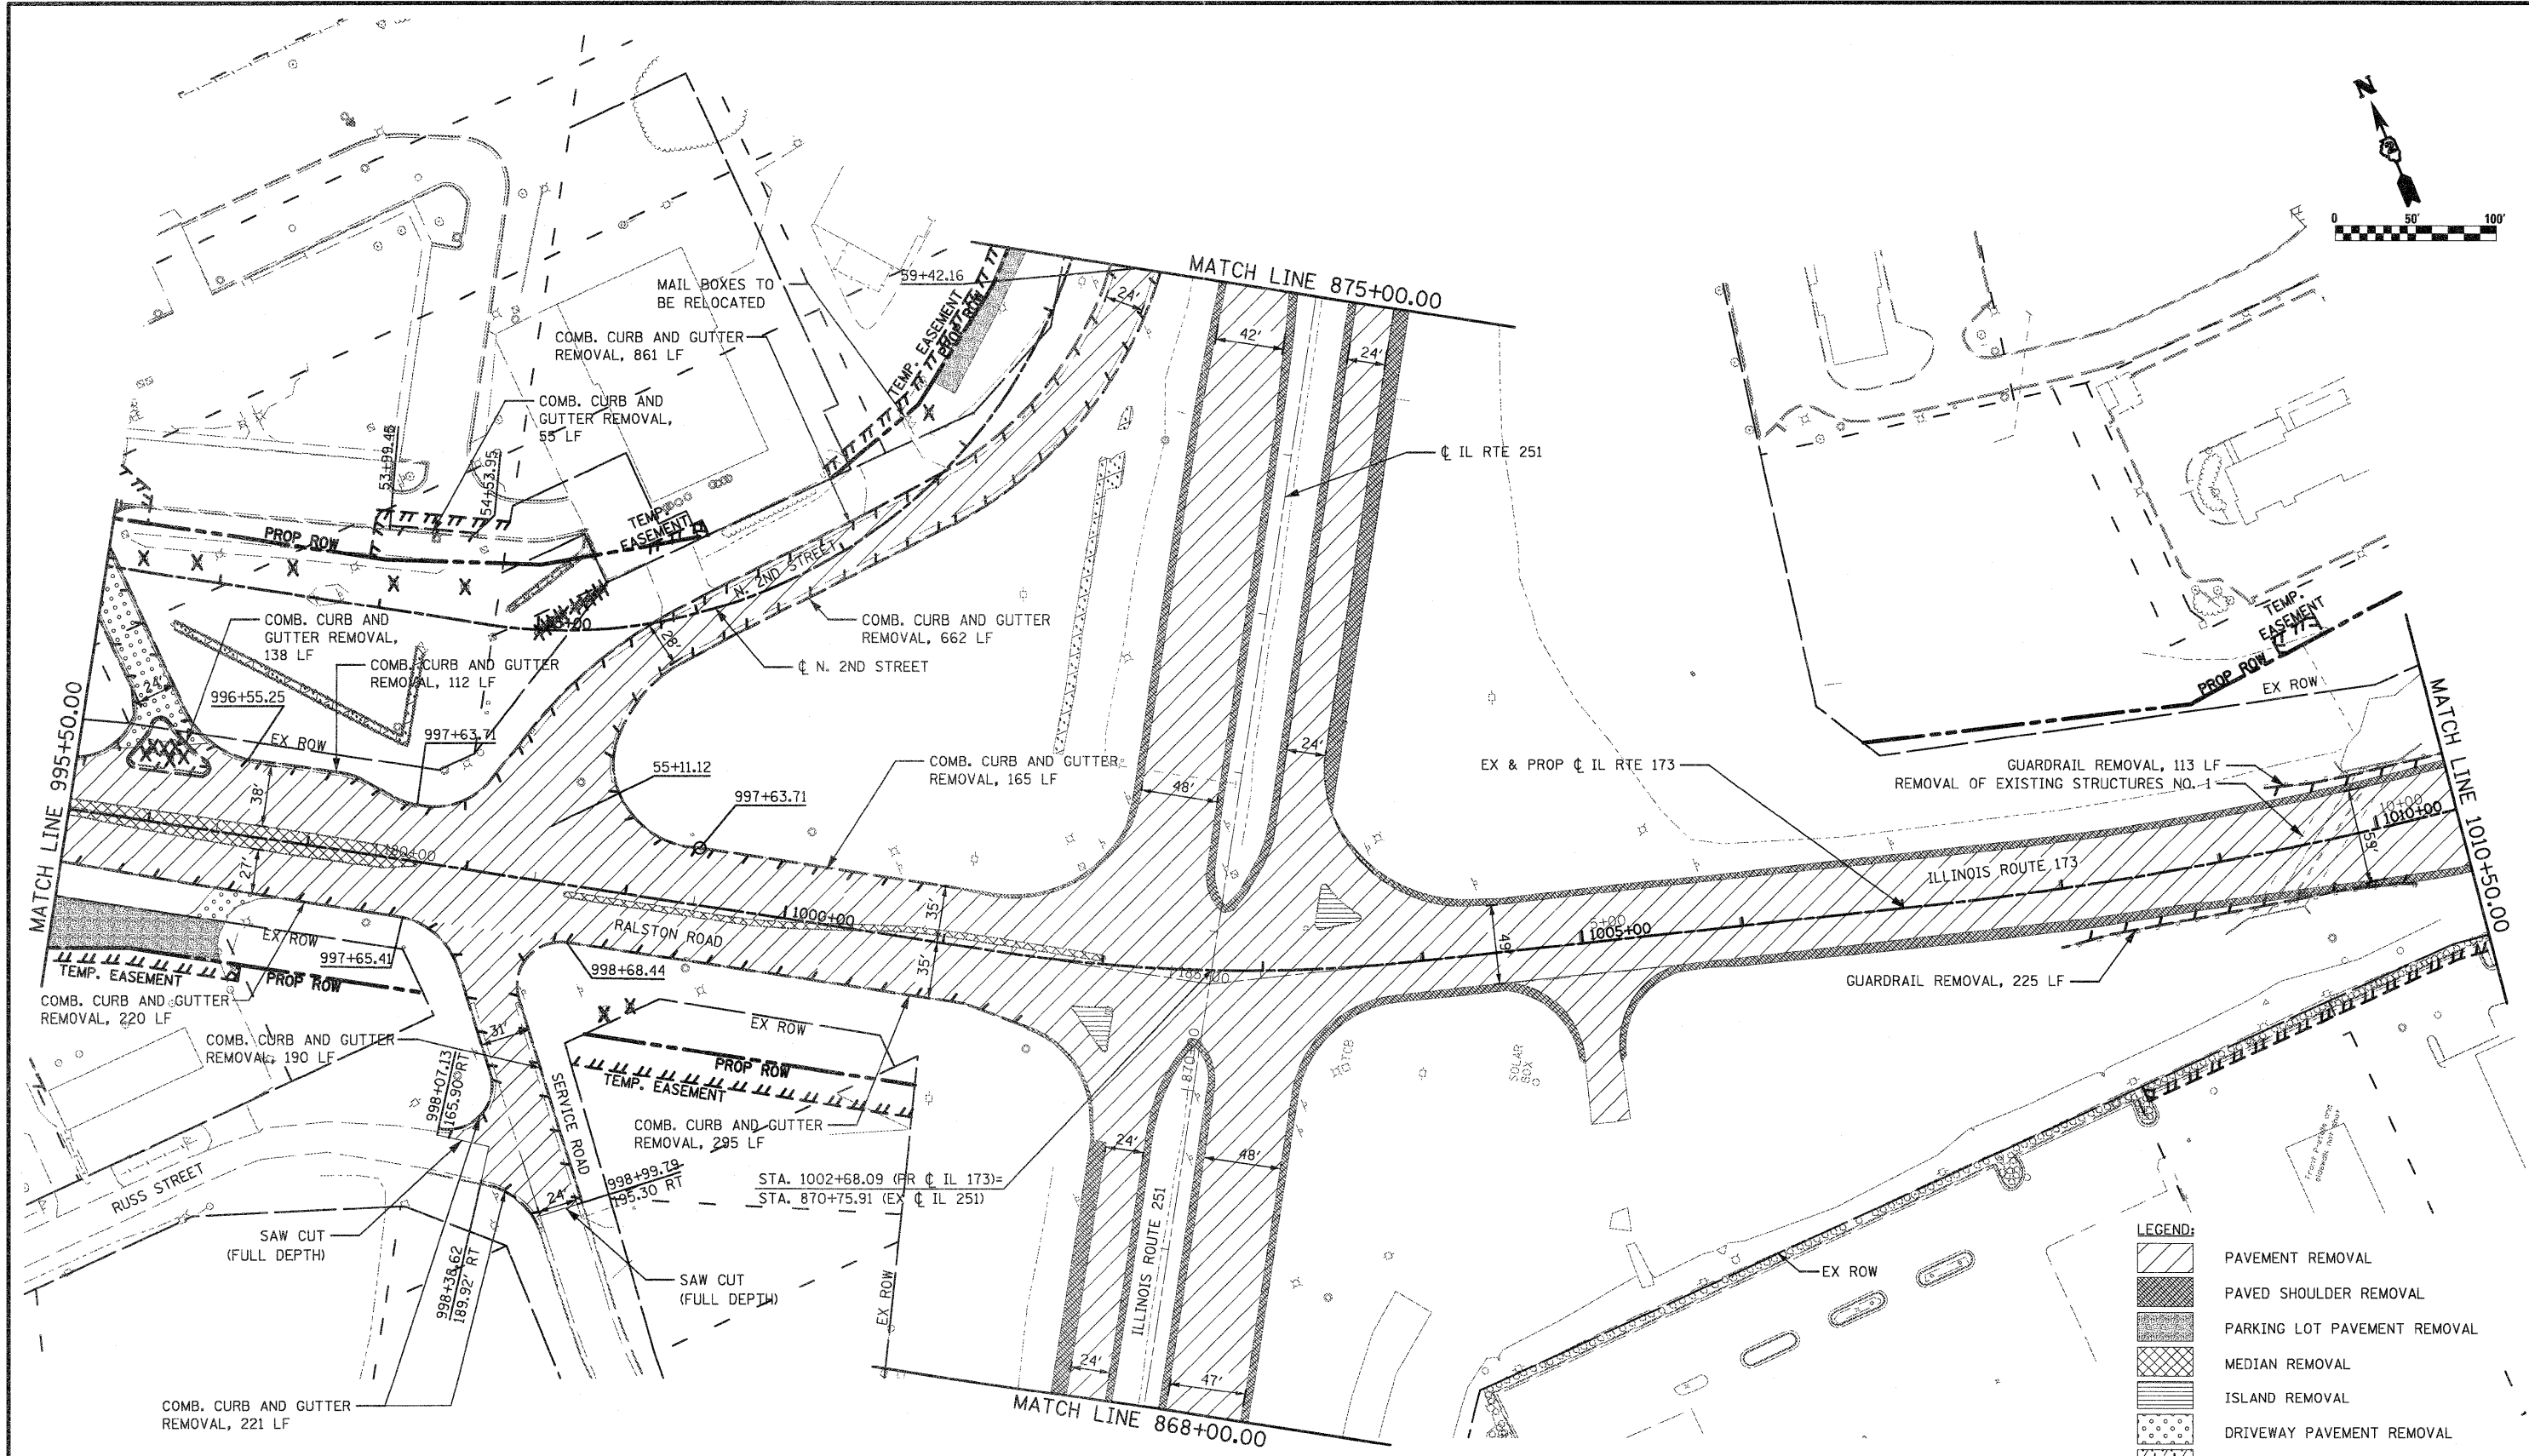 N
2
0 50' 100'
MATCH LINE 875+00.00
59+42.16
MAIL BOXES TO
BE RELOCATED
TEMP. EASEMENT
PROP ROW
24'
42'
24'
COMB. CURB AND GUTTER
REMOVAL, 861 LF
COMB. CURB AND
GUTTER REMOVAL,
55 LF
53+99.46
54+53.95
℄ IL RTE 251
PROP ROW
TEMP.
EASEMENT
N. 2ND STREET
28'
COMB. CURB AND GUTTER
REMOVAL, 662 LF
℄ N. 2ND STREET
COMB. CURB AND
GUTTER REMOVAL,
138 LF
COMB. CURB AND GUTTER
REMOVAL, 112 LF
24'
996+55.25
997+63.71
EX ROW
MATCH LINE 995+50.00
38'
27'
55+11.12
997+63.71
COMB. CURB AND GUTTER
REMOVAL, 165 LF
48'
24'
EX & PROP ℄ IL RTE 173
TEMP.
EASEMENT
PROP ROW
EX ROW
GUARDRAIL REMOVAL, 113 LF
REMOVAL OF EXISTING STRUCTURES NO. 1
10+00
1010+00
59'
MATCH LINE 1010+50.00
ILLINOIS ROUTE 173
1000+00
RALSTON ROAD
35'
35'
5+00
1005+00
49'
GUARDRAIL REMOVAL, 225 LF
EX ROW
997+65.41
998+68.44
TEMP. EASEMENT
PROP ROW
COMB. CURB AND GUTTER
REMOVAL, 220 LF
COMB. CURB AND GUTTER
REMOVAL, 190 LF
31'
998+07.13
165.90' RT
SERVICE ROAD
EX ROW
PROP ROW
TEMP. EASEMENT
COMB. CURB AND GUTTER
REMOVAL, 295 LF
870+00
DTCB
SOLAR
BOX
RUSS STREET
24'
998+99.79
195.30 RT
STA. 1002+68.09 (PR ℄ IL 173)=
STA. 870+75.91 (EX ℄ IL 251)
24'
48'
SAW CUT
(FULL DEPTH)
998+38.62
189.92' RT
SAW CUT
(FULL DEPTH)
EX ROW
ILLINOIS ROUTE 251
EX ROW
24'
47'
MATCH LINE 868+00.00
COMB. CURB AND GUTTER
REMOVAL, 221 LF
LEGEND:
PAVEMENT REMOVAL
PAVED SHOULDER REMOVAL
PARKING LOT PAVEMENT REMOVAL
MEDIAN REMOVAL
ISLAND REMOVAL
DRIVEWAY PAVEMENT REMOVAL